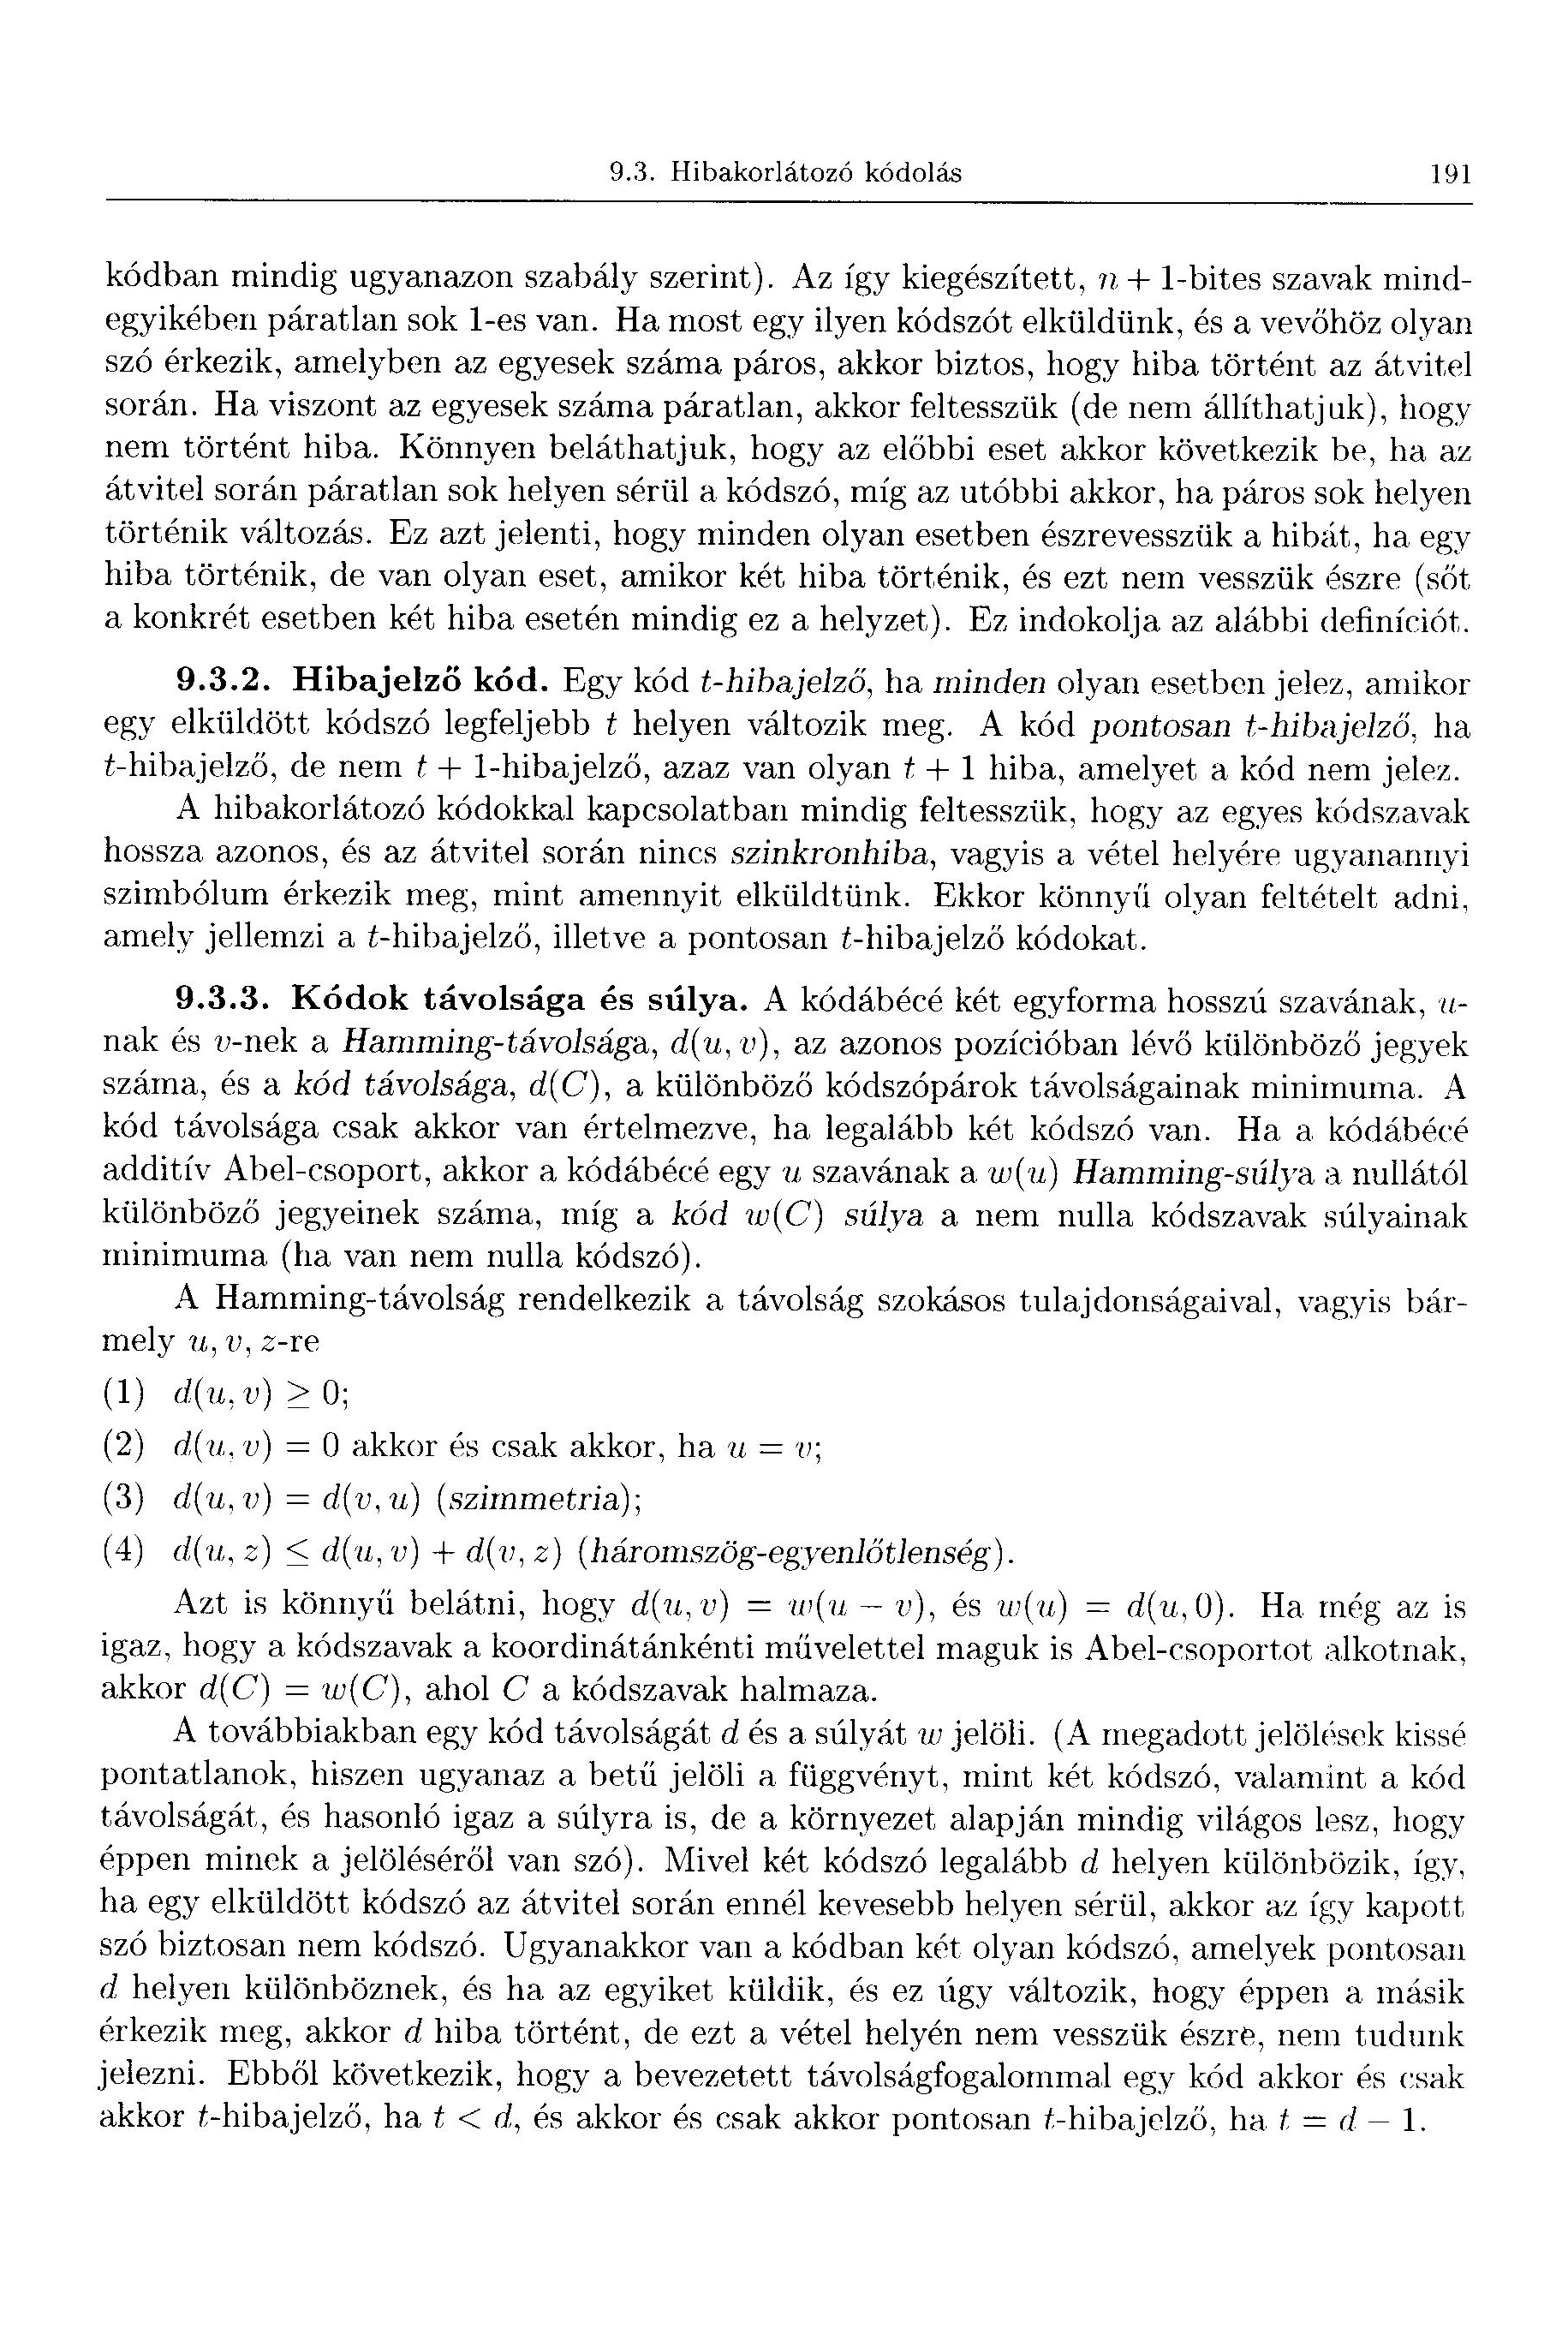 9.3. Hibakorlátozó kódolás 191
kódban mindig ugyanazon szabály szerint). Az így kiegészített, n + 1-bites szavak mind-
egyikében páratlan sok 1-es van. Ha most egy ilyen kódszót elküldünk, és a vevőhöz olyan
szó érkezik, amelyben az egyesek száma páros, akkor biztos, hogy hiba történt az átvitel
során. Ha viszont az egyesek száma páratlan, akkor feltesszük (de nem állíthatjuk), hogy
nem történt hiba. Könnyen beláthatjuk, hogy az előbbi eset akkor következik be, ha az
átvitel során páratlan sok helyen sérül a kódszó, míg az utóbbi akkor, ha páros sok helyen
történik változás. Ez azt jelenti, hogy minden olyan esetben észrevesszük a hibát, ha egy
hiba történik, de van olyan eset, amikor két hiba történik, és ezt nem vesszük észre (sőt
a konkrét esetben két hiba esetén mindig ez a helyzet). Ez indokolja az alábbi definíciót.
9.3.2. Hibajelző kód. Egy kód t-hibajelző, ha minden olyan esetben jelez, amikor
egy elküldött kódszó legfeljebb t helyen változik meg. A kód pontosan t-hibajelző, ha
t-hibajelző, de nem t + 1-hibajelző, azaz van olyan t + 1 hiba, amelyet a kód nem jelez.
A hibakorlátozó kódokkal kapcsolatban mindig feltesszük, hogy az egyes kódszavak
hossza azonos, és az átvitel során nincs szinkronhiba, vagyis a vétel helyére ugyanannyi
szimbólum érkezik meg, mint amennyit elküldtünk. Ekkor könnyű olyan feltételt adni,
amely jellemzi a t-hibajelző, illetve a pontosan t-hibajelző kódokat.
9.3.3. Kódok távolsága és súlya. A kódábécé két egyforma hosszú szavának, u-
nak és v-nek a Hamming-távolsága, d(u, v), az azonos pozícióban lévő különböző jegyek
száma, és a kód távolsága, d(C), a különböző kódszópárok távolságainak minimuma. A
kód távolsága csak akkor van értelmezve, ha legalább két kódszó van. Ha a kódábécé
additív Abel-csoport, akkor a kódábécé egy u szavának a w(u) Hamming-súlya a nullától
különböző jegyeinek száma, míg a kód w(C) súlya a nem nulla kódszavak súlyainak
minimuma (ha van nem nulla kódszó).
A Hamming-távolság rendelkezik a távolság szokásos tulajdonságaival, vagyis bár-
mely u, v, z-re
(1) d(u, v) ≥ 0;
(2) d(u, v) = 0 akkor és csak akkor, ha u = v;
(3) d(u, v) = d(v, u) (szimmetria);
(4) d(u, z) ≤ d(u, v) + d(v, z) (háromszög-egyenlőtlenség).
Azt is könnyű belátni, hogy d(u, v) = w(u − v), és w(u) = d(u, 0). Ha még az is
igaz, hogy a kódszavak a koordinátánkénti művelettel maguk is Abel-csoportot alkotnak,
akkor d(C) = w(C), ahol C a kódszavak halmaza.
A továbbiakban egy kód távolságát d és a súlyát w jelöli. (A megadott jelölések kissé
pontatlanok, hiszen ugyanaz a betű jelöli a függvényt, mint két kódszó, valamint a kód
távolságát, és hasonló igaz a súlyra is, de a környezet alapján mindig világos lesz, hogy
éppen minek a jelöléséről van szó). Mivel két kódszó legalább d helyen különbözik, így,
ha egy elküldött kódszó az átvitel során ennél kevesebb helyen sérül, akkor az így kapott
szó biztosan nem kódszó. Ugyanakkor van a kódban két olyan kódszó, amelyek pontosan
d helyen különböznek, és ha az egyiket küldik, és ez úgy változik, hogy éppen a másik
érkezik meg, akkor d hiba történt, de ezt a vétel helyén nem vesszük észre, nem tudunk
jelezni. Ebből következik, hogy a bevezetett távolságfogalommal egy kód akkor és csak
akkor t-hibajelző, ha t < d, és akkor és csak akkor pontosan t-hibajelző, ha t = d − 1.